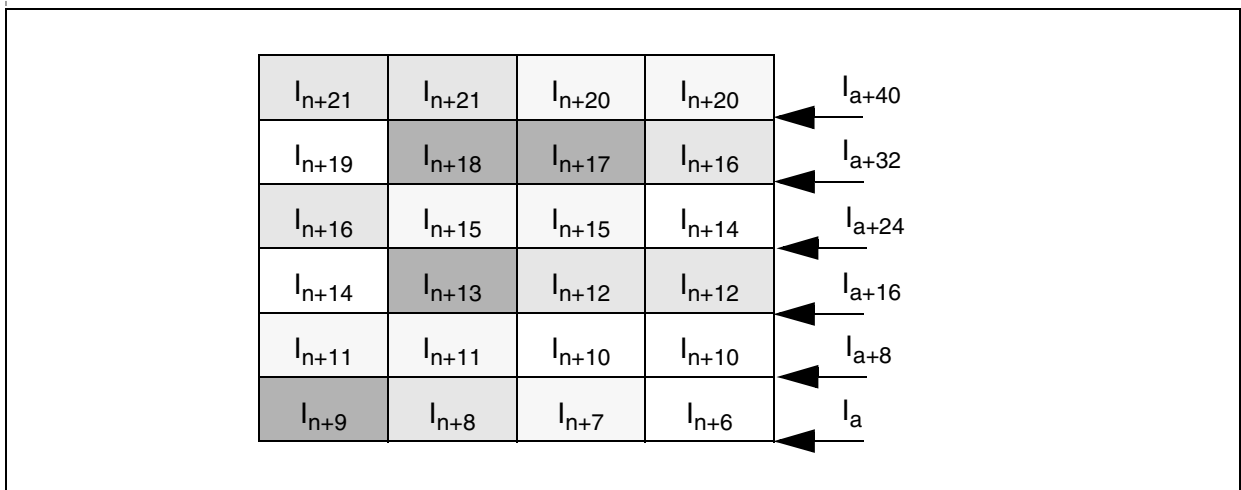 Iₙ₊₂₁ Iₙ₊₂₁ Iₙ₊₂₀ Iₙ₊₂₀ Iₐ₊₄₀
Iₙ₊₁₉ Iₙ₊₁₈ Iₙ₊₁₇ Iₙ₊₁₆ Iₐ₊₃₂
Iₙ₊₁₆ Iₙ₊₁₅ Iₙ₊₁₅ Iₙ₊₁₄ Iₐ₊₂₄
Iₙ₊₁₄ Iₙ₊₁₃ Iₙ₊₁₂ Iₙ₊₁₂ Iₐ₊₁₆
Iₙ₊₁₁ Iₙ₊₁₁ Iₙ₊₁₀ Iₙ₊₁₀ Iₐ₊₈
Iₙ₊₉ Iₙ₊₈ Iₙ₊₇ Iₙ₊₆ Iₐ